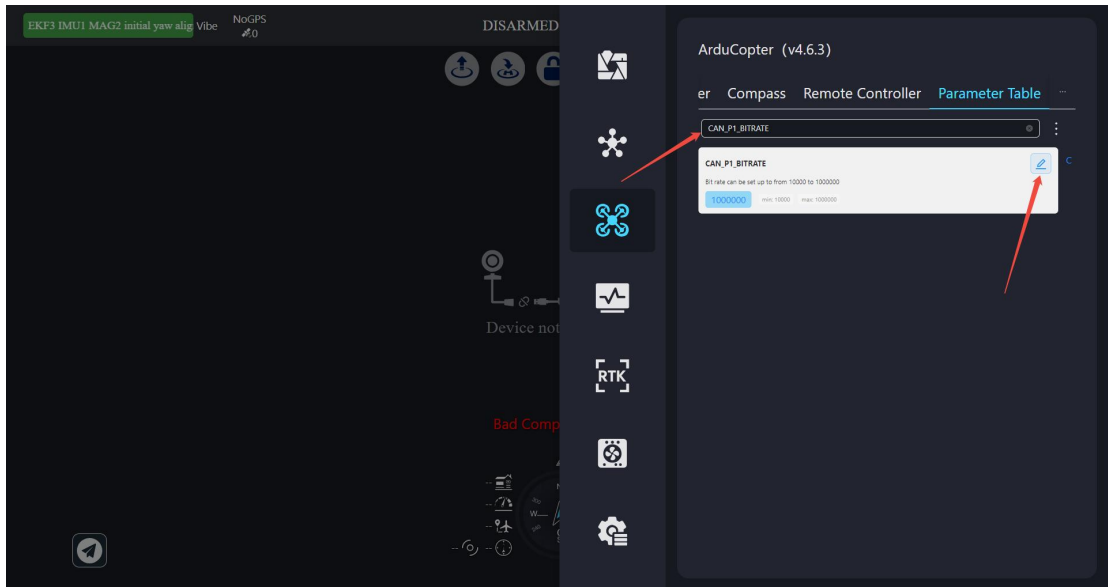 EKF3 IMU1 MAG2 initial yaw alig
Vibe
NoGPS
0
DISARMED
ArduCopter (v4.6.3)
er Compass Remote Controller Parameter Table ...
CAN_P1_BITRATE
CAN_P1_BITRATE
C
Bit rate can be set up to from 10000 to 1000000
1000000 min: 10000 max: 1000000
Device not
RTK
Bad Comp
W